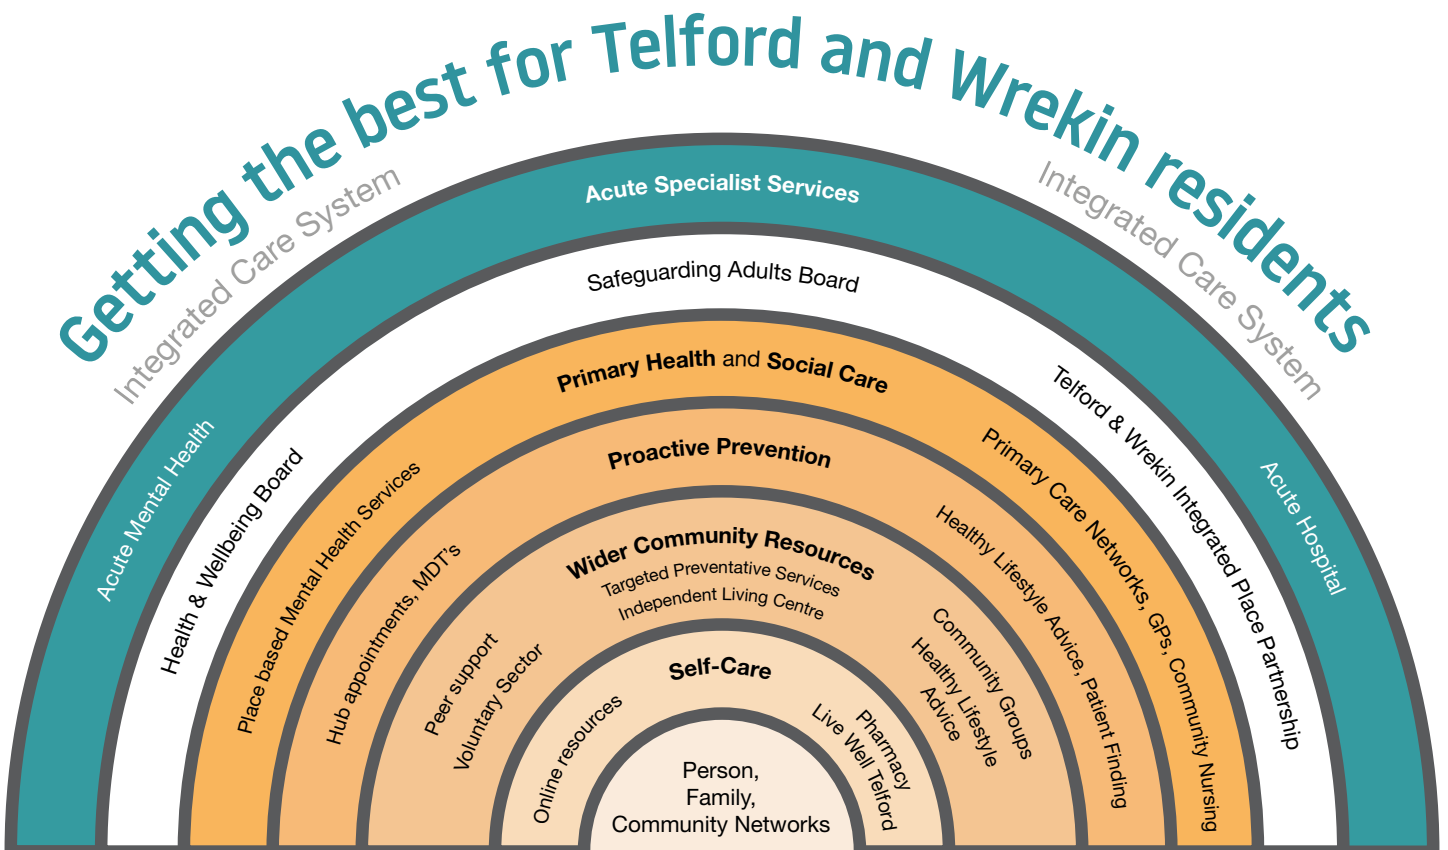 Getting the best for Telford and Wrekin residents
Integrated Care System
Integrated Care System
Acute Specialist Services
Acute Mental Health
Acute Hospital
Safeguarding Adults Board
Health & Wellbeing Board
Telford & Wrekin Integrated Place Partnership
Primary Health and Social Care
Place based Mental Health Services
Primary Care Networks, GPs, Community Nursing
Proactive Prevention
Hub appointments, MDT's
Healthy Lifestyle Advice, Patient Finding
Wider Community Resources
Targeted Preventative Services
Independent Living Centre
Peer support
Voluntary Sector
Community Groups
Healthy Lifestyle
Advice
Self-Care
Online resources
Pharmacy
Live Well Telford
Person,
Family,
Community Networks